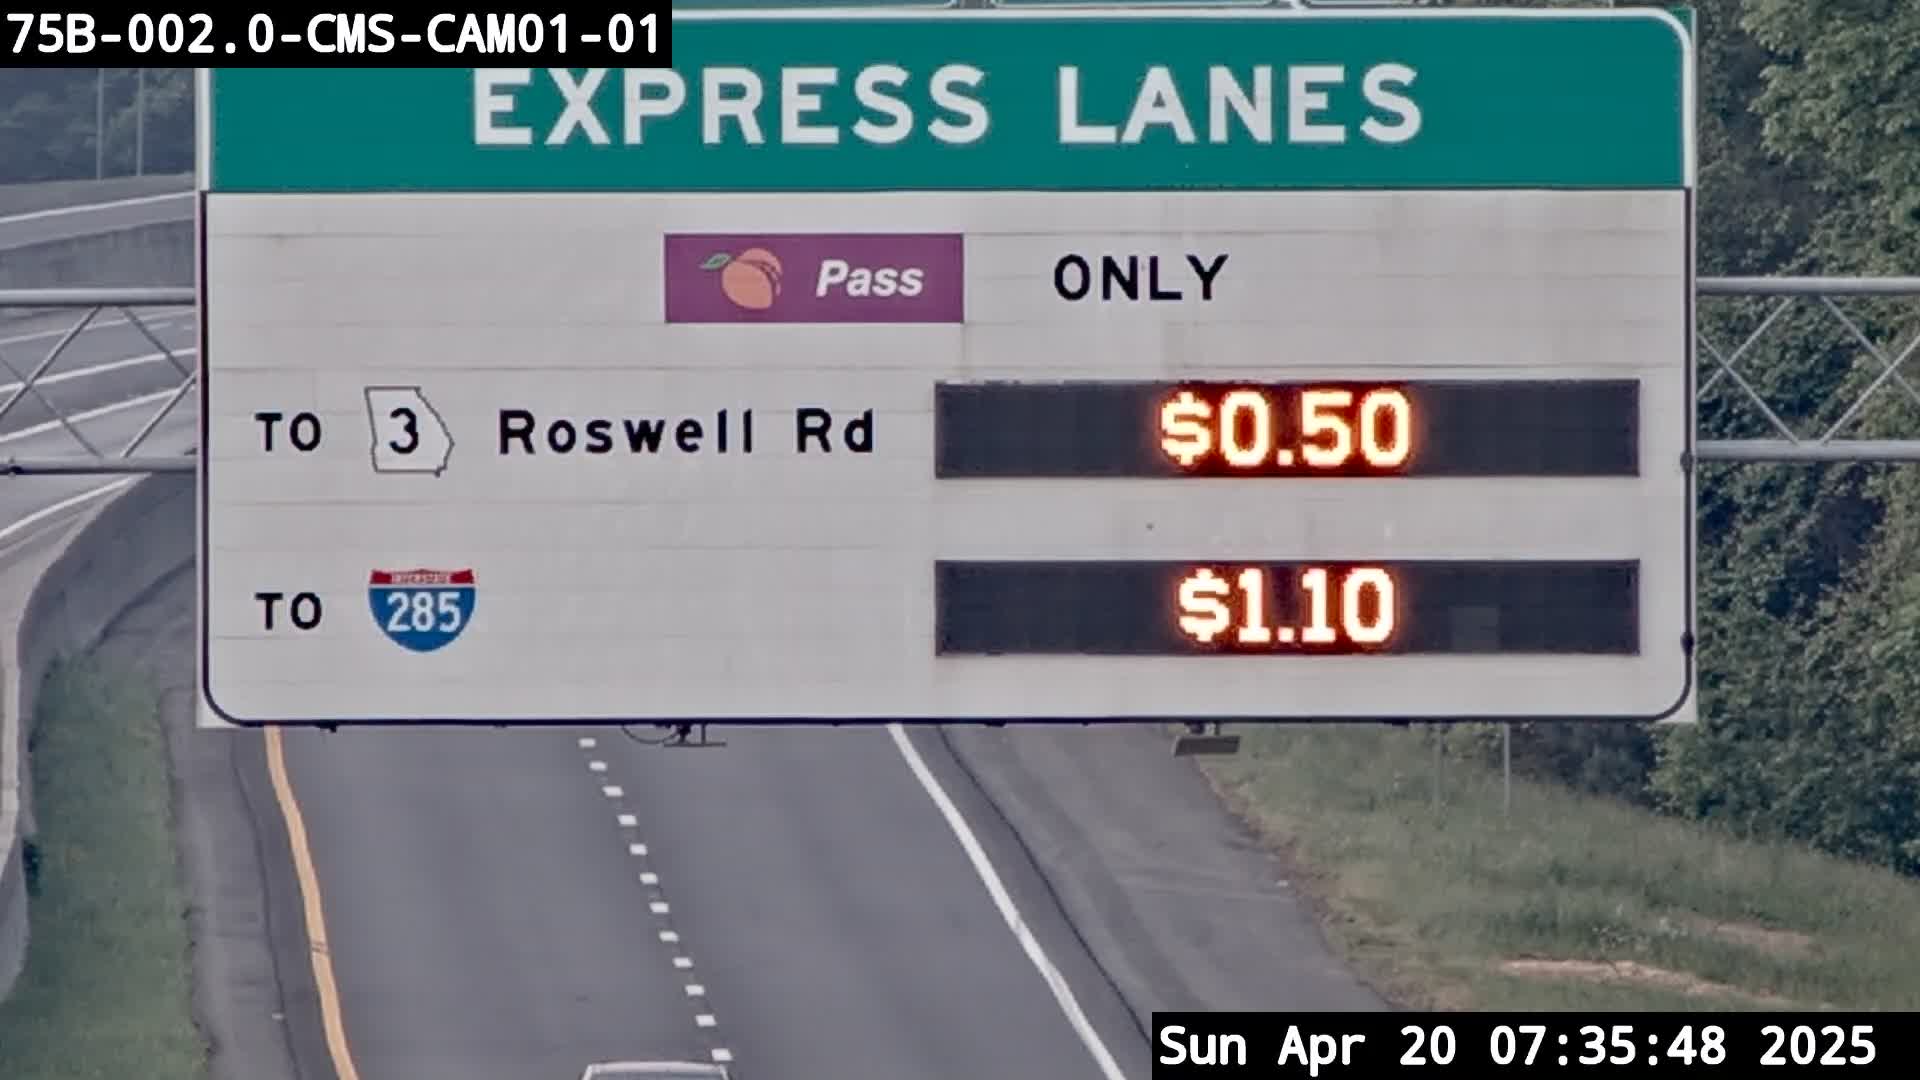 75B-002.0-CMS-CAM01-01
EXPRESS LANES
Pass ONLY
TO 3 Roswell Rd $0.50
TO 285 $1.10
Sun Apr 20 07:35:48 2025